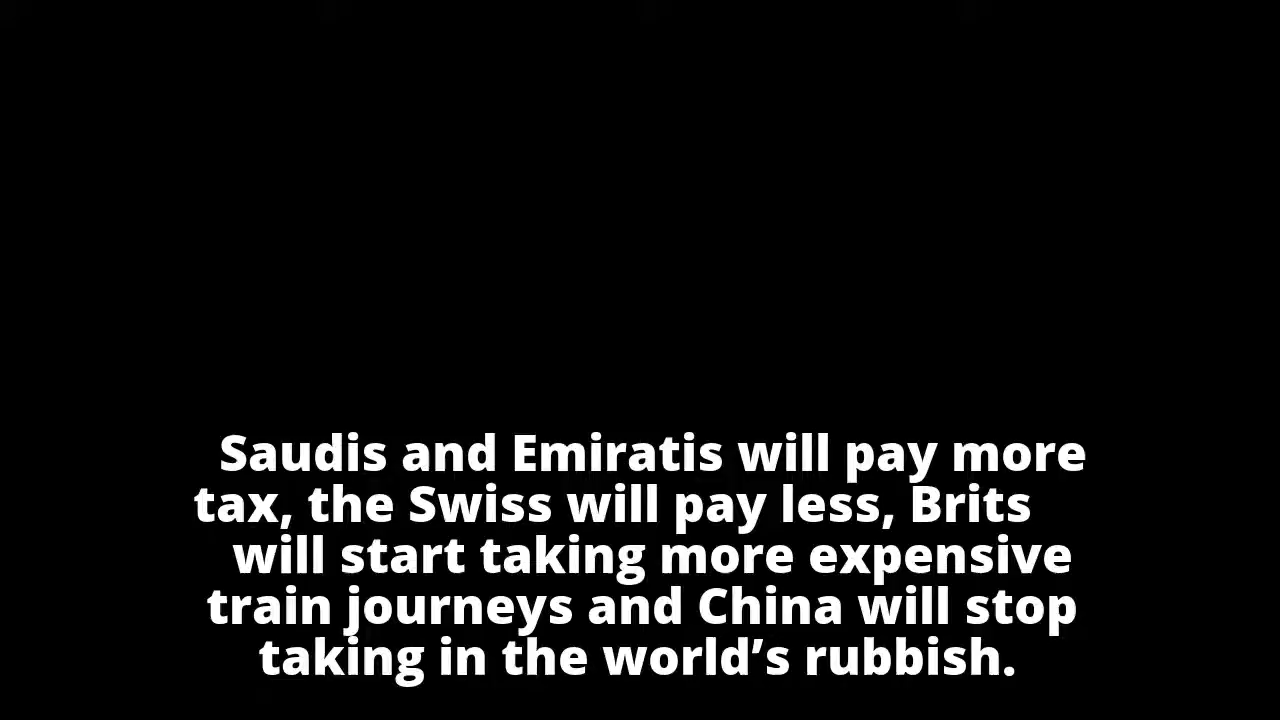 Saudis and Emiratis will pay more
tax, the Swiss will pay less, Brits
will start taking more expensive
train journeys and China will stop
taking in the world’s rubbish.